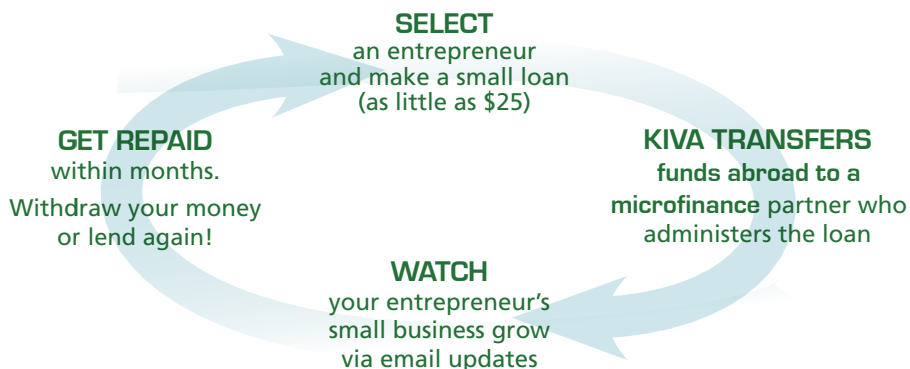 SELECT
an entrepreneur
and make a small loan
(as little as $25)
KIVA TRANSFERS
funds abroad to a
microfinance partner who
administers the loan
WATCH
your entrepreneur's
small business grow
via email updates
GET REPAID
within months.
Withdraw your money
or lend again!